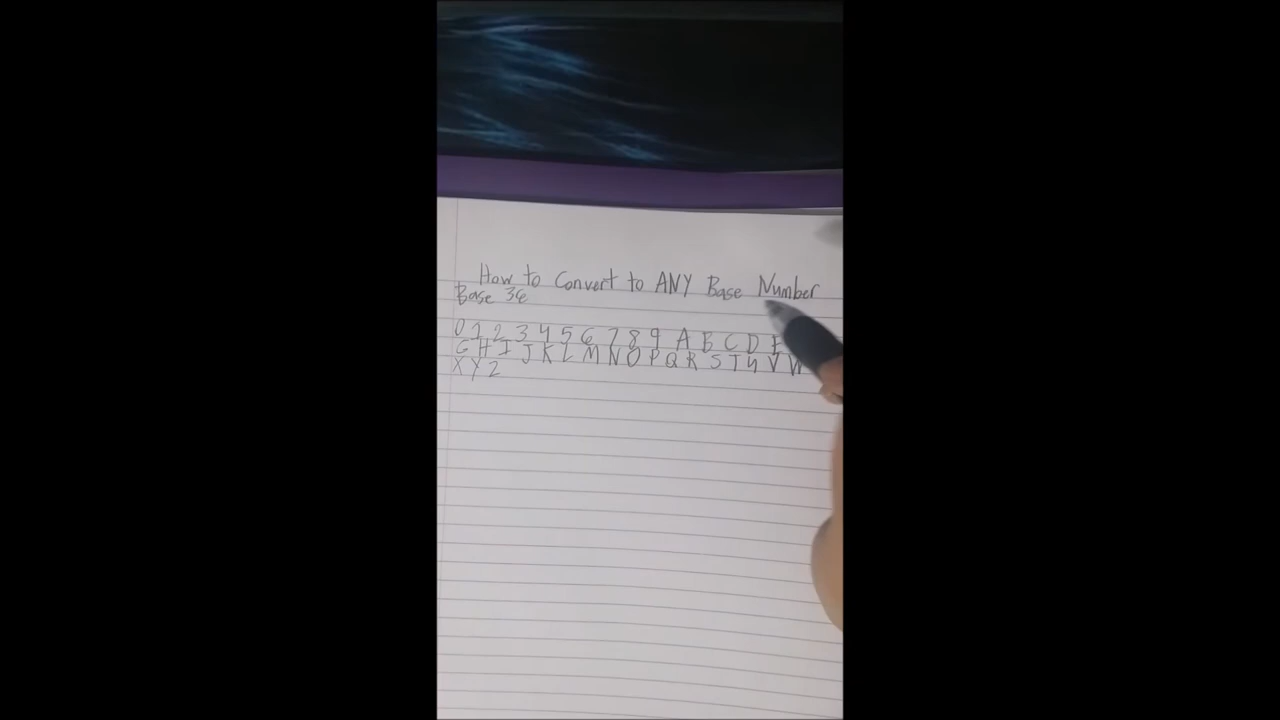 How to Convert to ANY Base Number
Base 36
0 1 2 3 4 5 6 7 8 9 A B C D E
G H I J K L M N O P Q R S T U V W
X Y Z